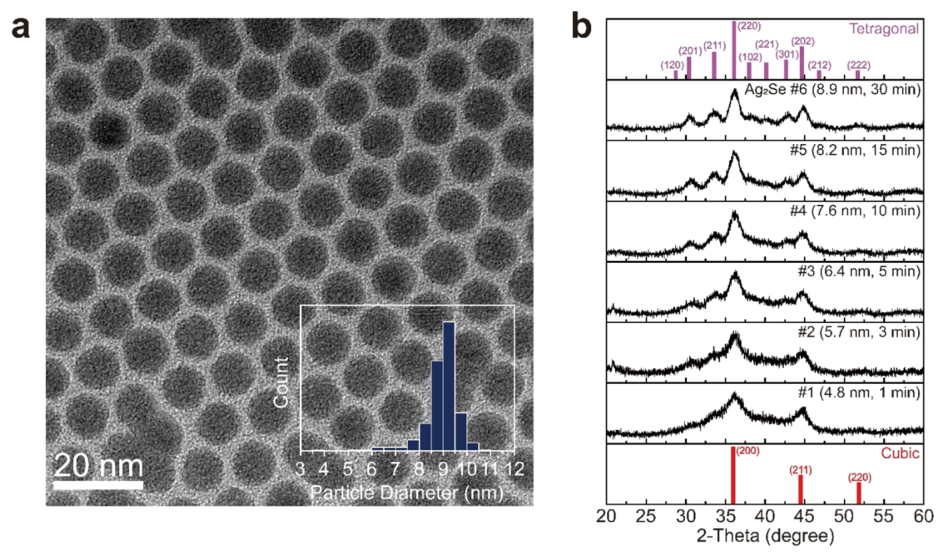 a
20 nm
Count
3 4 5 6 7 8 9 10 11 12
Particle Diameter (nm)
b
Tetragonal
(120) (201) (211) (220) (102) (221) (301) (202) (212) (222)
Ag₂Se #6 (8.9 nm, 30 min)
#5 (8.2 nm, 15 min)
#4 (7.6 nm, 10 min)
#3 (6.4 nm, 5 min)
#2 (5.7 nm, 3 min)
#1 (4.8 nm, 1 min)
Cubic
(200) (211) (220)
20 25 30 35 40 45 50 55 60
2-Theta (degree)